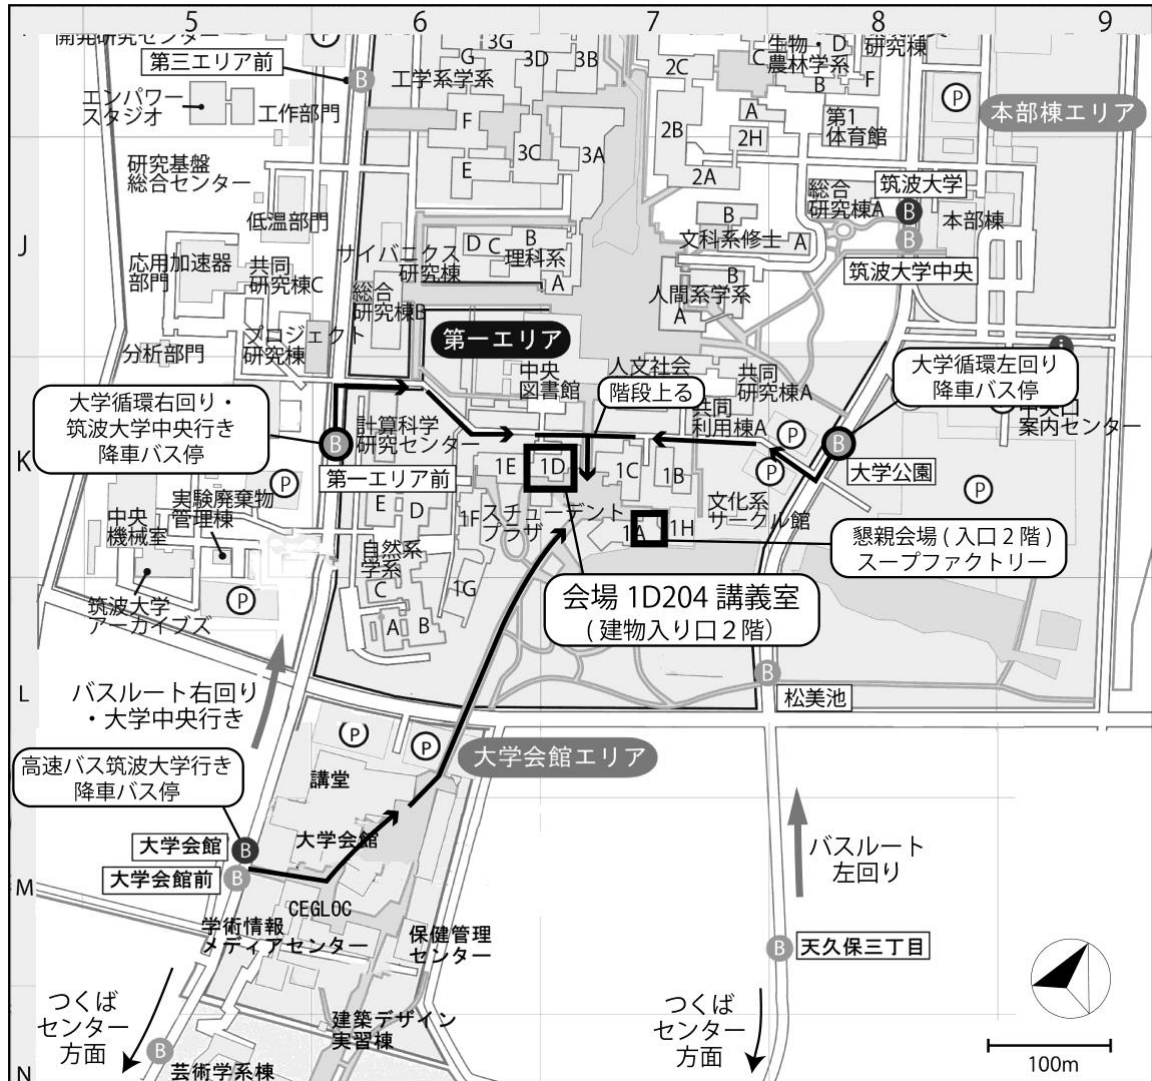 5
6
7
8
9
開発研究センター
第三エリア前
B
エンパワー
スタジオ
工作部門
工学系学系
3G
G
3D
3B
F
3C
3A
E
2C
2B
2A
A
2H
生物・
農林学系
C
D
B
F
研究棟
第1
体育館
P
本部棟エリア
研究基盤
総合センター
低温部門
J
応用加速器
部門
共同
研究棟C
サイバニクス
研究棟
D
C
B
理科系
A
総合
研究棟B
B
文科系修士
A
総合
研究棟A
筑波大学
B
本部棟
B
筑波大学中央
B
人間系学系
A
分析部門
プロジェクト
研究棟
第一エリア
中央
図書館
人文社会
階段上る
共同
研究棟A
共同
利用棟A
大学循環左回り
降車バス停
中央口
案内センター
大学循環右回り・
筑波大学中央行き
降車バス停
B
計算科学
研究センター
第一エリア前
K
1E
1D
1C
1B
P
P
B
大学公園
P
P
実験廃棄物
管理棟
中央
機械室
E
D
1F
スチューデント
プラザ
文化系
サークル館
1A
1H
懇親会場(入口2階)
スープファクトリー
自然系
学系
C
A
B
1G
会場 1D204 講義室
(建物入り口2階)
筑波大学
アーカイブズ
P
L
バスルート右回り
・大学中央行き
B
松美池
P
P
大学会館エリア
高速バス筑波大学行き
降車バス停
講堂
大学会館
大学会館
B
大学会館前
B
バスルート
左回り
M
CEGLOC
学術情報
メディアセンター
保健管理
センター
B
天久保三丁目
つくば
センター
方面
建築デザイン
実習棟
つくば
センター
方面
B
芸術学系棟
100m
N